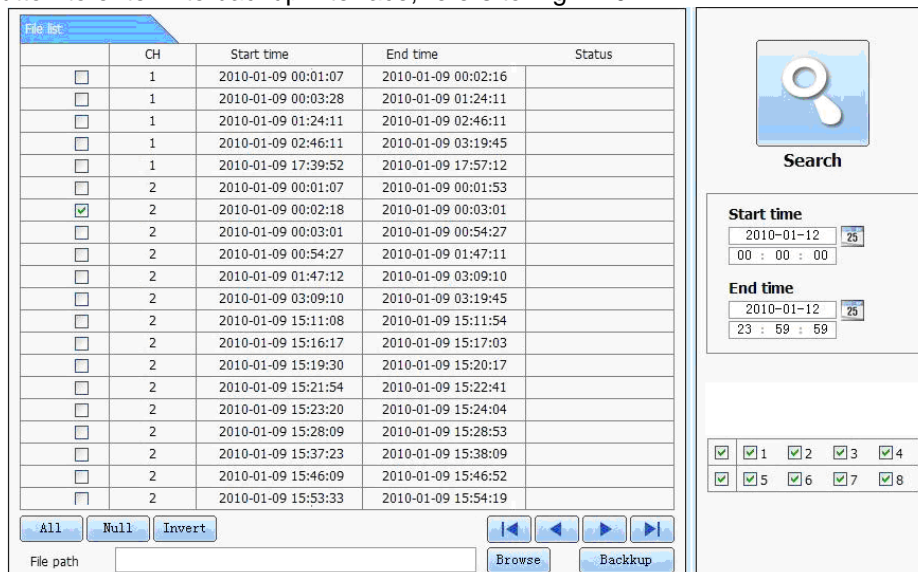 File list
CH Start time End time Status
1 2010-01-09 00:01:07 2010-01-09 00:02:16
1 2010-01-09 00:03:28 2010-01-09 01:24:11
1 2010-01-09 01:24:11 2010-01-09 02:46:11
1 2010-01-09 02:46:11 2010-01-09 03:19:45
1 2010-01-09 17:39:52 2010-01-09 17:57:12
2 2010-01-09 00:01:07 2010-01-09 00:01:53
2 2010-01-09 00:02:18 2010-01-09 00:03:01
2 2010-01-09 00:03:01 2010-01-09 00:54:27
2 2010-01-09 00:54:27 2010-01-09 01:47:11
2 2010-01-09 01:47:12 2010-01-09 03:09:10
2 2010-01-09 03:09:10 2010-01-09 03:19:45
2 2010-01-09 15:11:08 2010-01-09 15:11:54
2 2010-01-09 15:16:17 2010-01-09 15:17:03
2 2010-01-09 15:19:30 2010-01-09 15:20:17
2 2010-01-09 15:21:54 2010-01-09 15:22:41
2 2010-01-09 15:23:20 2010-01-09 15:24:04
2 2010-01-09 15:28:09 2010-01-09 15:28:53
2 2010-01-09 15:37:23 2010-01-09 15:38:09
2 2010-01-09 15:46:09 2010-01-09 15:46:52
2 2010-01-09 15:53:33 2010-01-09 15:54:19
All Null Invert
File path Browse Backkup
Search
Start time
2010-01-12 25
00 : 00 : 00
End time
2010-01-12 25
23 : 59 : 59
1 2 3 4
5 6 7 8